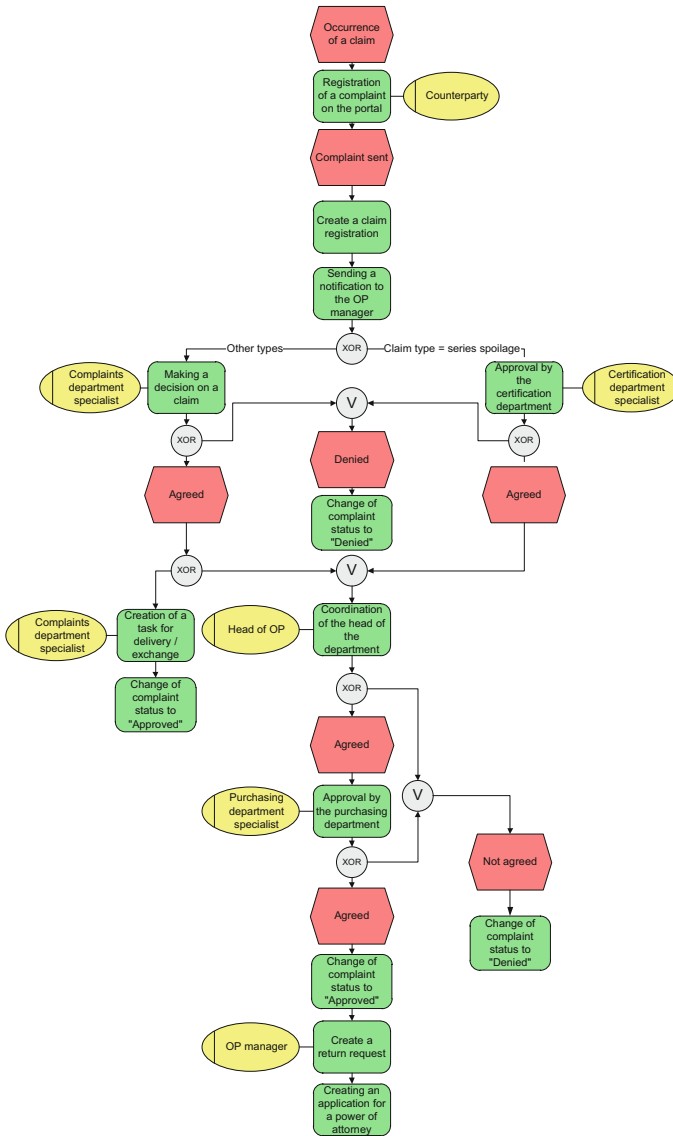 Occurrence
of a claim
Registration
of a complaint
on the portal
Counterparty
Complaint sent
Create a claim
registration
Sending a
notification to
the OP
manager
Other types
XOR
Claim type = series spoilage
Complaints
department
specialist
Making a
decision on a
claim
V
Approval by
the
certification
department
Certification
department
specialist
XOR
XOR
Denied
Agreed
Agreed
Change of
complaint
status to
"Denied"
XOR
V
Complaints
department
specialist
Creation of a
task for
delivery /
exchange
Head of OP
Coordination
of the head of
the
department
Change of
complaint
status to
"Approved"
XOR
Agreed
Purchasing
department
specialist
Approval by
the purchasing
department
V
XOR
Not agreed
Agreed
Change of
complaint
status to
"Denied"
Change of
complaint
status to
"Approved"
OP manager
Create a
return request
Creating an
application for
a power of
attorney